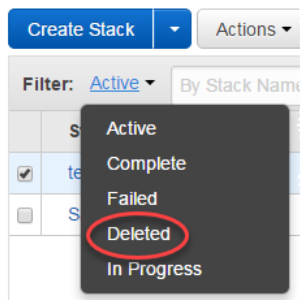 Create Stack
Actions
Filter: Active By Stack Name
Active
Complete
Failed
Deleted
In Progress